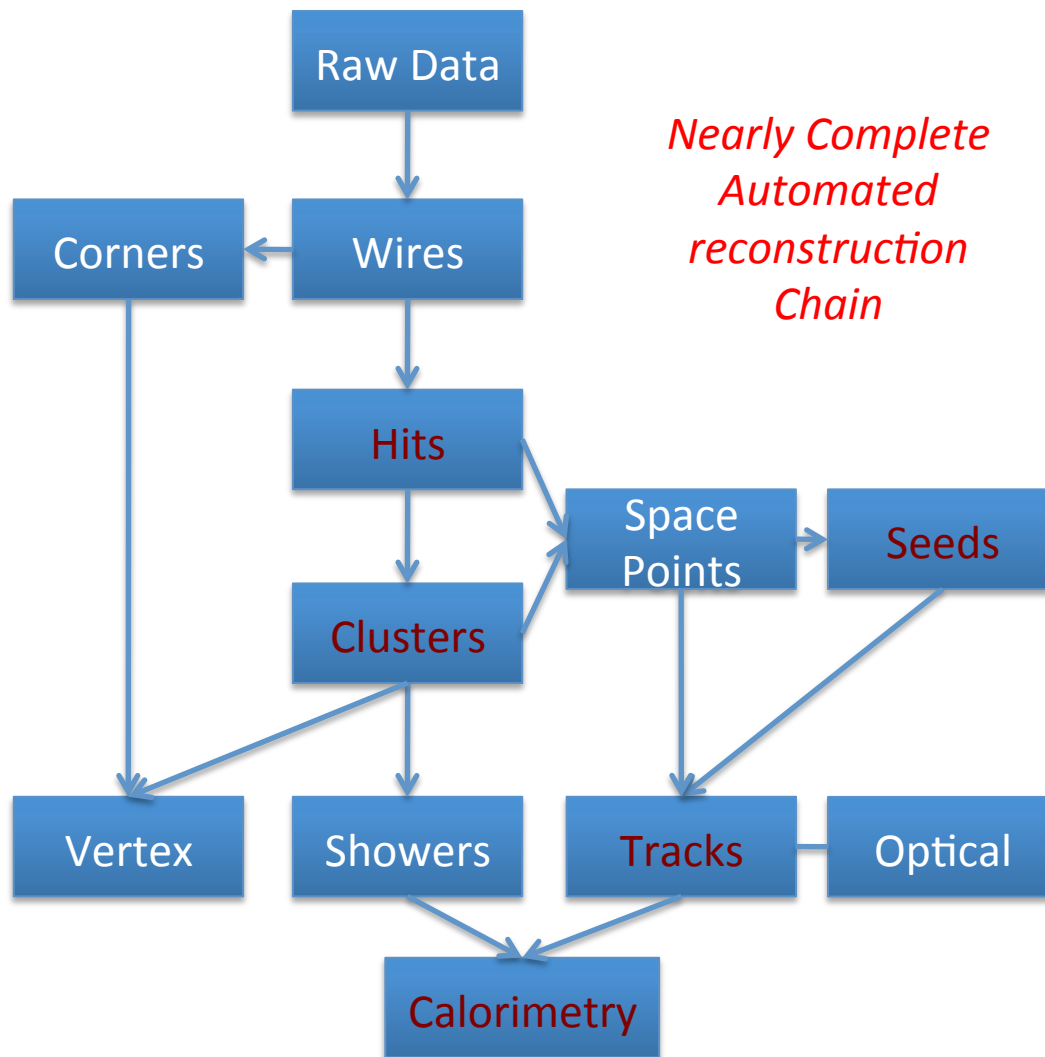 Raw Data
Nearly Complete
Automated
reconstruction
Chain
Corners
Wires
Hits
Space
Points
Seeds
Clusters
Vertex
Showers
Tracks
Optical
Calorimetry